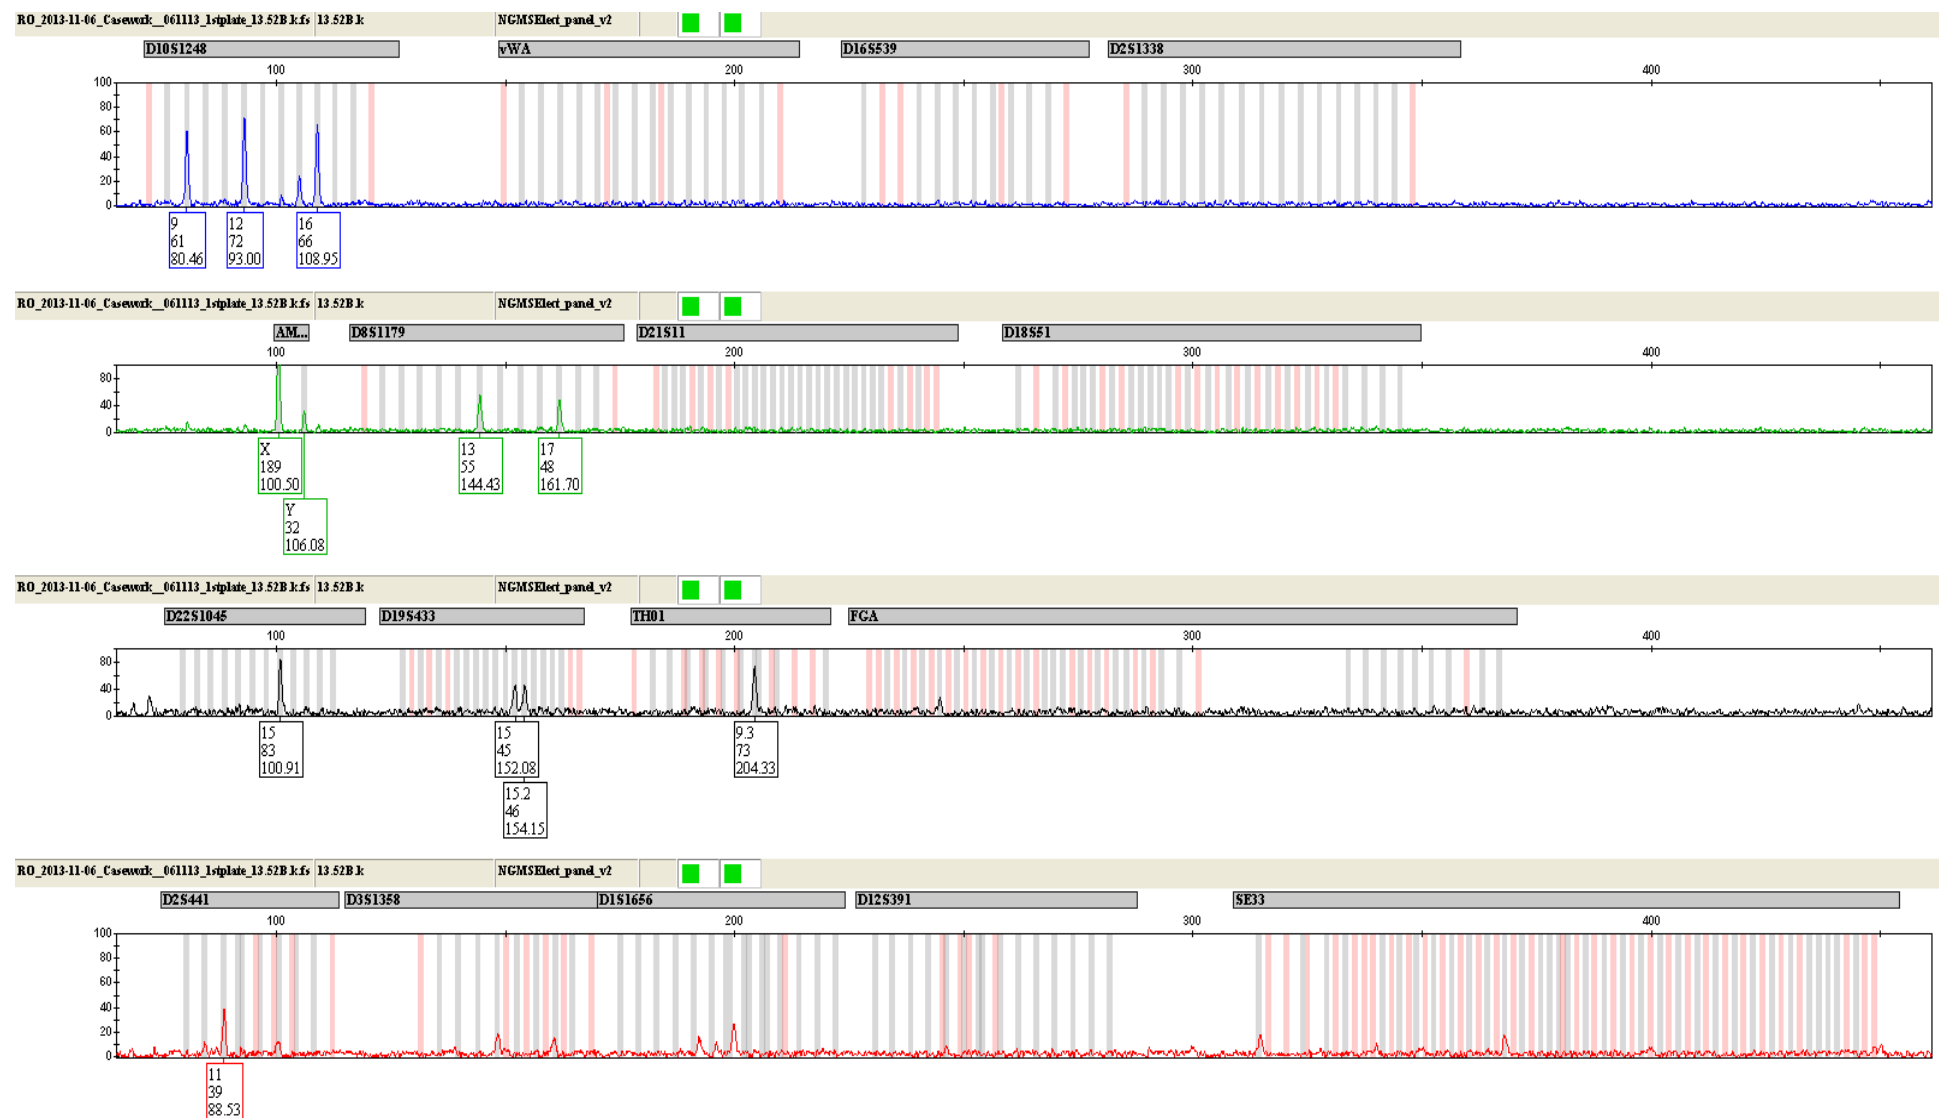 RO_2013-11-06_Casework__061113_1stplate_13.52B.k.fs 13.52B.k NGMSElect_panel_v2
D10S1248 vWA D16S539 D2S1338
100 200 300 400
100
80
60
40
20
0
9 12 16
61 72 66
80.46 93.00 108.95
RO_2013-11-06_Casework__061113_1stplate_13.52B.k.fs 13.52B.k NGMSElect_panel_v2
AM... D8S1179 D21S11 D18S51
100 200 300 400
80
40
0
X 13 17
189 55 48
100.50 144.43 161.70
Y
32
106.08
RO_2013-11-06_Casework__061113_1stplate_13.52B.k.fs 13.52B.k NGMSElect_panel_v2
D22S1045 D19S433 TH01 FGA
100 200 300 400
80
40
0
15 15 9.3
83 45 73
100.91 152.08 204.33
15.2
46
154.15
RO_2013-11-06_Casework__061113_1stplate_13.52B.k.fs 13.52B.k NGMSElect_panel_v2
D2S441 D3S1358 D1S1656 D12S391 SE33
100 200 300 400
100
80
60
40
20
0
11
39
88.53